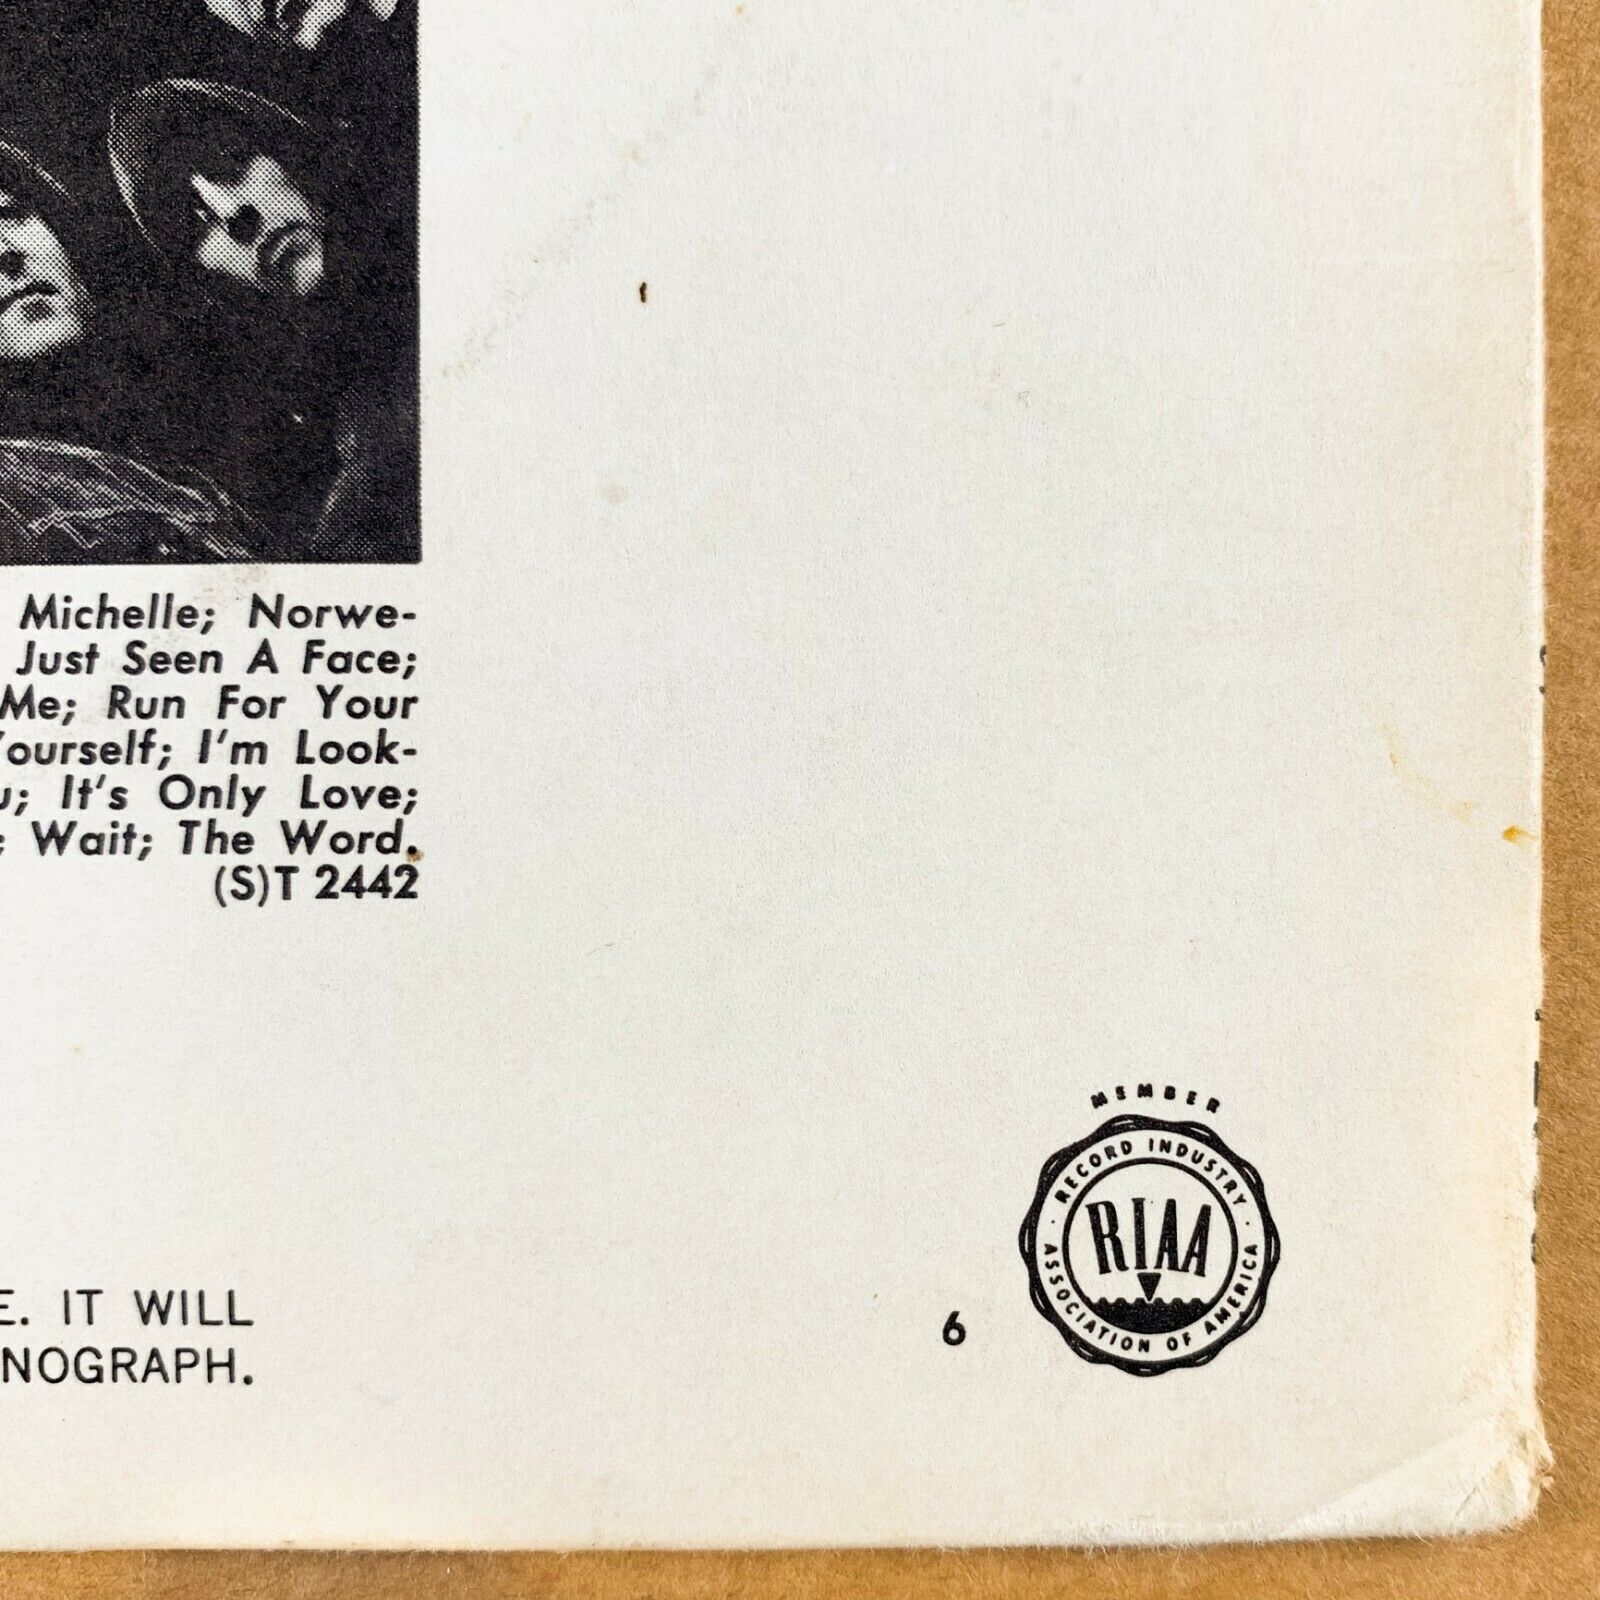 Michelle; Norwe-
Just Seen A Face;
Me; Run For Your
Yourself; I'm Look-
u; It's Only Love;
; Wait; The Word.
(S)T 2442
E. IT WILL
NOGRAPH.
6
MEMBER
RECORD INDUSTRY
ASSOCIATION OF AMERICA
RIAA